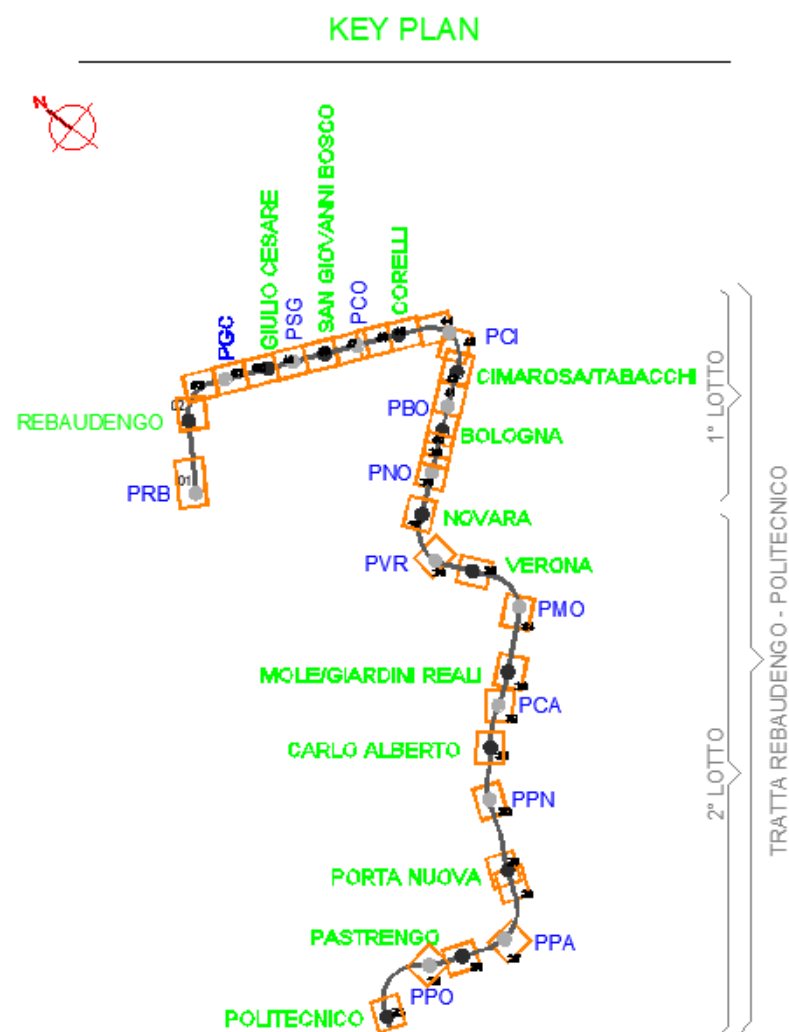 KEY PLAN
N
PGC
GIULIO CESARE
PSG
SAN GIOVANNI BOSCO
PCO
CORELLI
PCI
CIMAROSA/TABACCHI
02
REBAUDENGO
PBO
BOLOGNA
01
PRB
PNO
NOVARA
PVR
VERONA
PMO
MOLE/GIARDINI REALI
PCA
CARLO ALBERTO
PPN
PORTA NUOVA
PASTRENGO
PPA
PPO
POLITECNICO
1° LOTTO
2° LOTTO
TRATTA REBAUDENGO - POLITECNICO